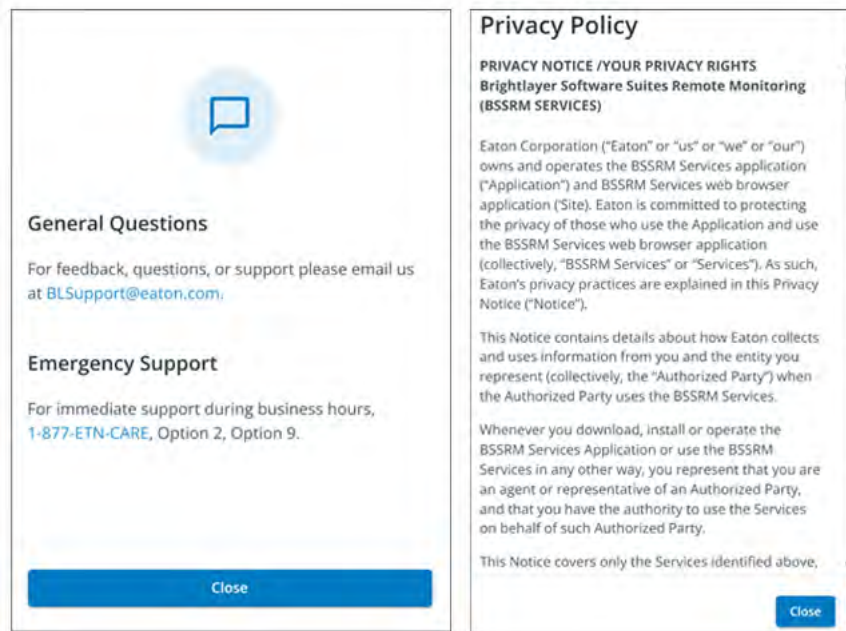 General Questions
For feedback, questions, or support please email us
at BLSupport@eaton.com.
Emergency Support
For immediate support during business hours,
1-877-ETN-CARE, Option 2, Option 9.
Close
Privacy Policy
PRIVACY NOTICE /YOUR PRIVACY RIGHTS
Brightlayer Software Suites Remote Monitoring
(BSSRM SERVICES)
Eaton Corporation ("Eaton" or "us" or "we" or "our")
owns and operates the BSSRM Services application
("Application") and BSSRM Services web browser
application ('Site). Eaton is committed to protecting
the privacy of those who use the Application and use
the BSSRM Services web browser application
(collectively, "BSSRM Services" or "Services"). As such,
Eaton's privacy practices are explained in this Privacy
Notice ("Notice").
This Notice contains details about how Eaton collects
and uses information from you and the entity you
represent (collectively, the "Authorized Party") when
the Authorized Party uses the BSSRM Services.
Whenever you download, install or operate the
BSSRM Services Application or use the BSSRM
Services in any other way, you represent that you are
an agent or representative of an Authorized Party,
and that you have the authority to use the Services
on behalf of such Authorized Party.
This Notice covers only the Services identified above,
Close